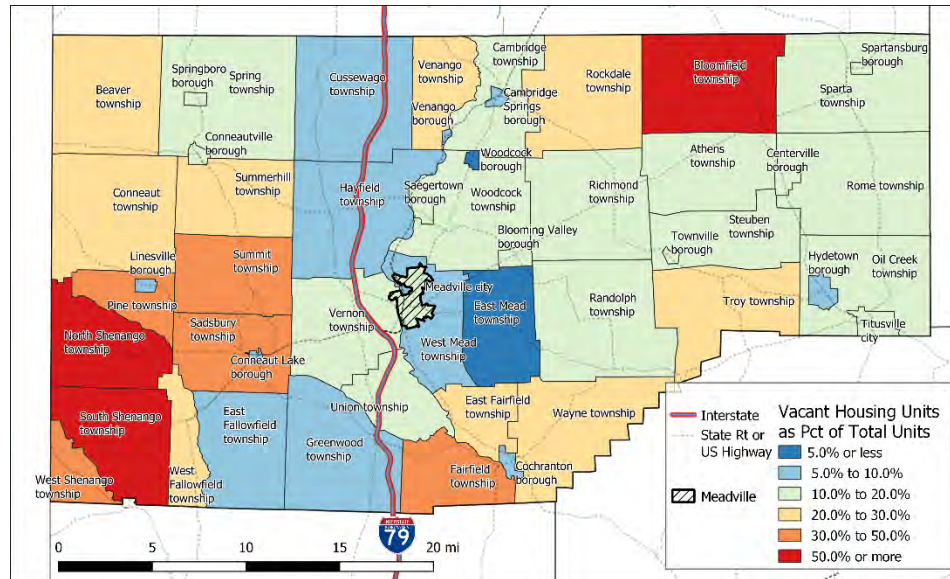 Cambridge
township
Spartansburg
borough
Springboro
borough
Spring
township
Cussewago
township
Venango
township
Rockdale
township
Bloomfield
township
Beaver
township
Sparta
township
Cambridge
Springs
borough
Venango
borough
Conneautville
borough
Woodcock
borough
Athens
township
Centerville
borough
Summerhill
township
Conneaut
township
Hayfield
township
Saegertown
borough
Woodcock
township
Richmond
township
Rome township
Steuben
township
Blooming Valley
borough
Townville
borough
Linesville
borough
Summit
township
Hydetown
borough
Oil Creek
township
Meadville city
East Mead
township
Randolph
township
Troy township
Pine township
Vernon
township
Sadsbury
township
North Shenango
township
Titusville
city
West Mead
township
Conneaut Lake
borough
South Shenango
township
East
Fallowfield
township
Union township
East Fairfield
township
Wayne township
Greenwood
township
West Shenango
township
West
Fallowfield
township
Fairfield
township
Cochranton
borough
Interstate
State Rt or
US Highway
Meadville
Vacant Housing Units
as Pct of Total Units
5.0% or less
5.0% to 10.0%
10.0% to 20.0%
20.0% to 30.0%
30.0% to 50.0%
50.0% or more
79
0 5 10 15 20 mi